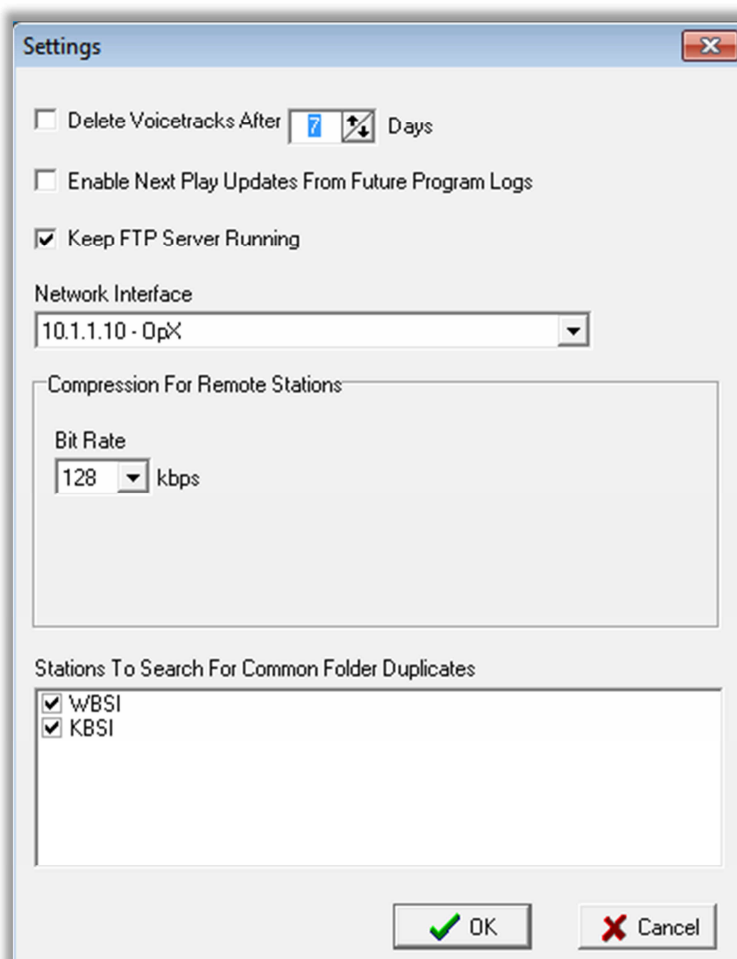 Settings
Delete Voicetracks After 7 Days
Enable Next Play Updates From Future Program Logs
Keep FTP Server Running
Network Interface
10.1.1.10 - OpX
Compression For Remote Stations
Bit Rate
128 kbps
Stations To Search For Common Folder Duplicates
WBSI
KBSI
OK Cancel